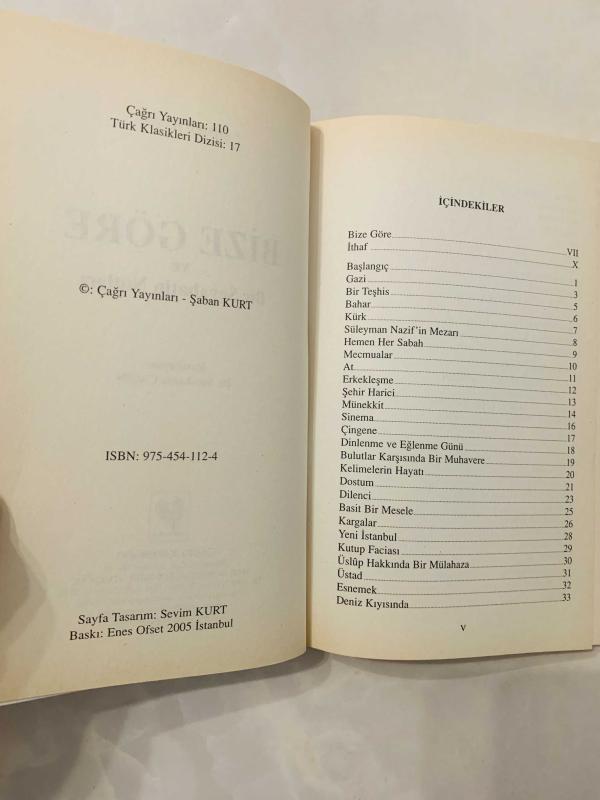 Çağrı Yayınları: 110
Türk Klasikleri Dizisi: 17
©: Çağrı Yayınları - Şaban KURT
ISBN: 975-454-112-4
Sayfa Tasarım: Sevim KURT
Baskı: Enes Ofset 2005 İstanbul
İÇİNDEKİLER
Bize Göre VII
İthaf X
Başlangıç 1
Gazi 3
Bir Teşhis 5
Bahar 6
Kürk 7
Süleyman Nazif'in Mezarı 8
Hemen Her Sabah 9
Mecmualar 10
At 11
Erkekleşme 12
Şehir Harici 13
Münekkit 14
Sinema 16
Çingene 17
Dinlenme ve Eğlenme Günü 18
Bulutlar Karşısında Bir Muhavere 19
Kelimelerin Hayatı 20
Dostum 21
Dilenci 23
Basit Bir Mesele 25
Kargalar 26
Yeni İstanbul 28
Kutup Faciası 29
Üslûp Hakkında Bir Mülahaza 30
Üstad 31
Esnemek 32
Deniz Kıyısında 33
V